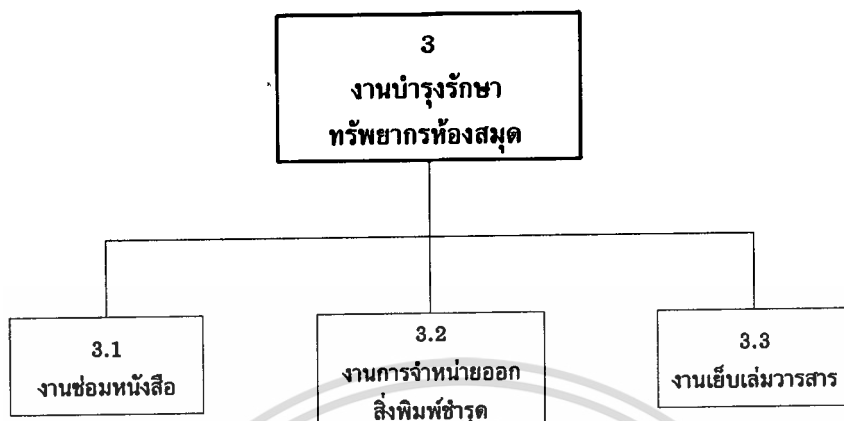 3
งานบำรุงรักษา
ทรัพยากรห้องสมุด
3.1
งานซ่อมหนังสือ
3.2
งานการจำหน่ายออก
สิ่งพิมพ์ชำรุด
3.3
งานเย็บเล่มวารสาร